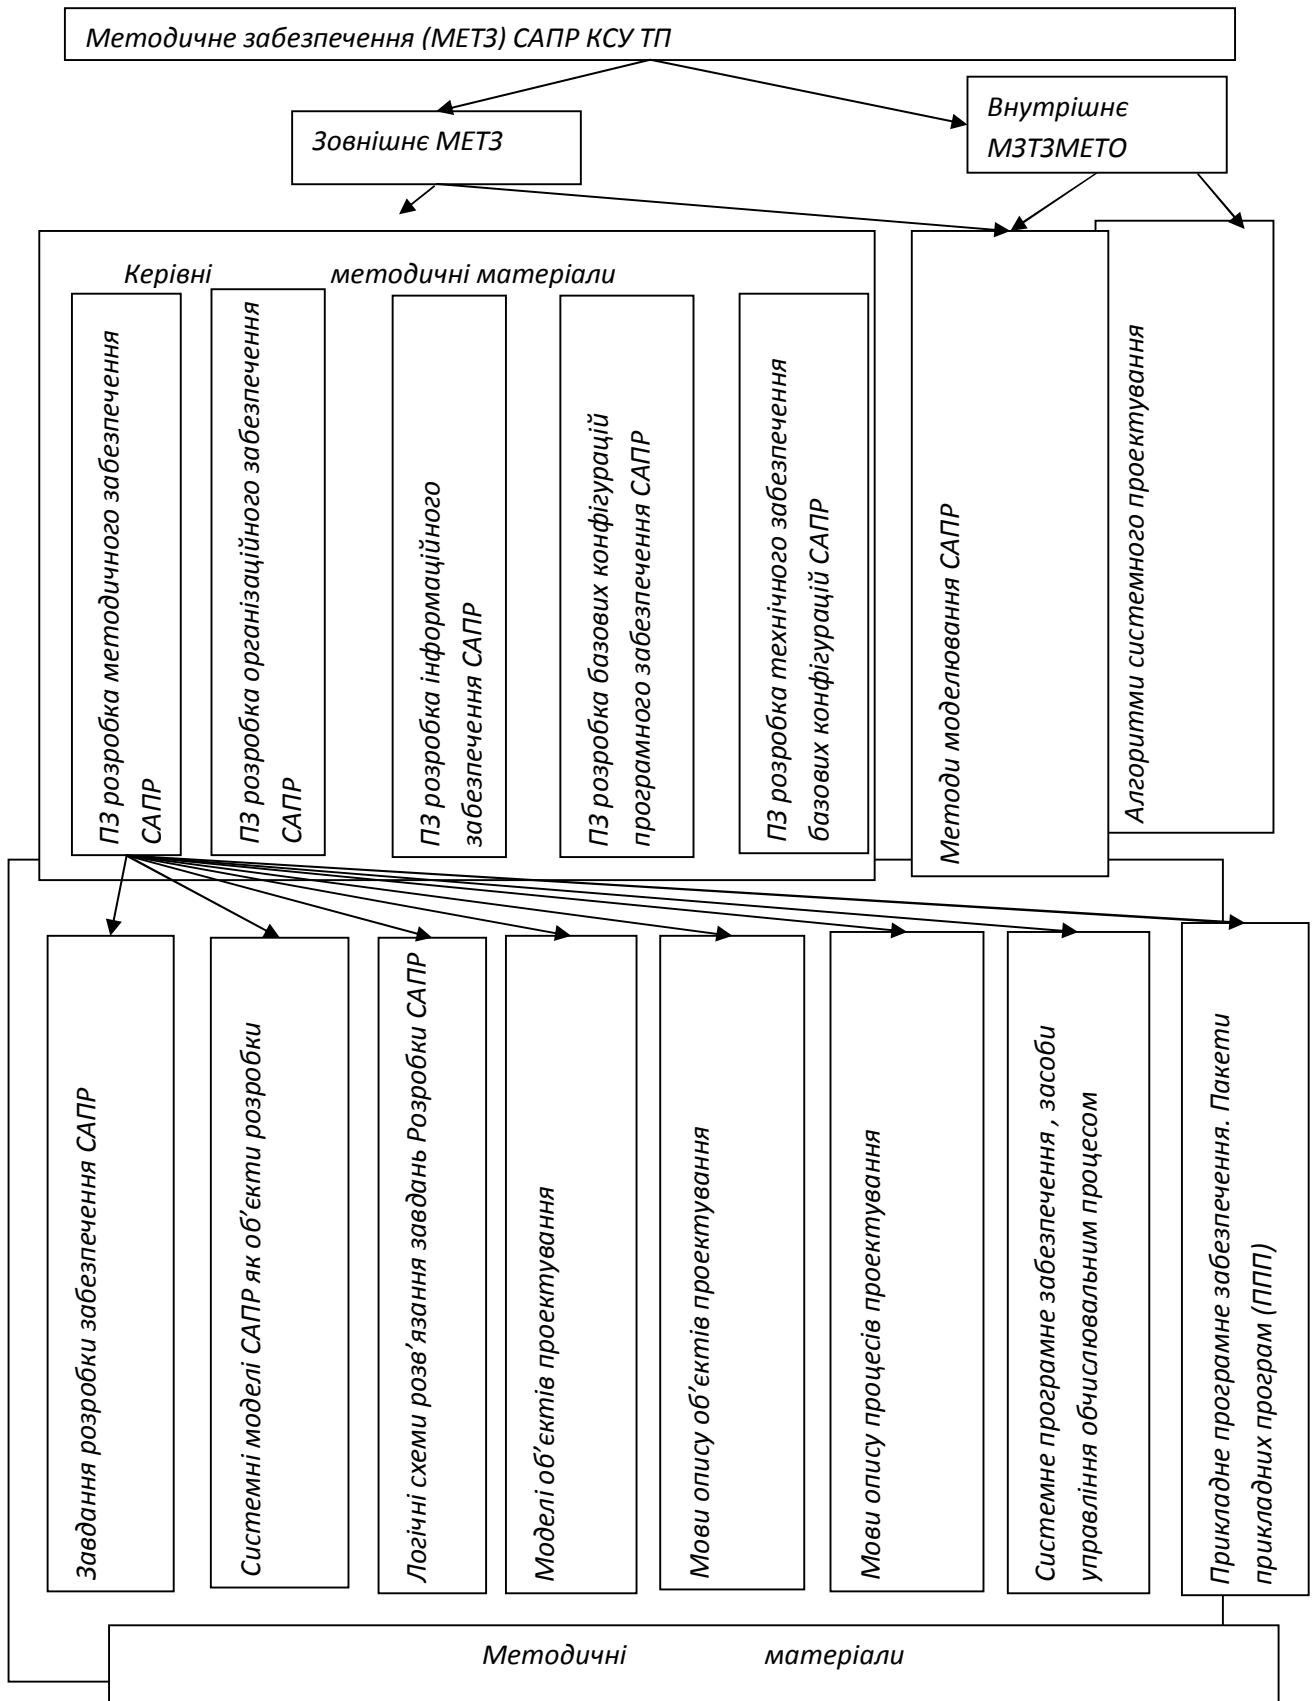 Методичне забезпечення (МЕТЗ) САПР КСУ ТП
Зовнішнє МЕТЗ
Внутрішнє
МЗТЗМЕТО
Керівні методичні матеріали
ПЗ розробка методичного забезпечення
САПР
ПЗ розробка організаційного забезпечення
САПР
ПЗ розробка інформаційного
забезпечення САПР
ПЗ розробка базових конфігурацій
програмного забезпечення САПР
ПЗ розробка технічного забезпечення
базових конфігурацій САПР
Методи моделювання САПР
Алгоритми системного проектування
Завдання розробки забезпечення САПР
Системні моделі САПР як об’єкти розробки
Логічні схеми розв’язання завдань Розробки САПР
Моделі об’єктів проектування
Мови опису об’єктів проектування
Мови опису процесів проектування
Системне програмне забезпечення , засоби
управління обчислювальним процесом
Прикладне програмне забезпечення. Пакети
прикладних програм (ППП)
Методичні матеріали